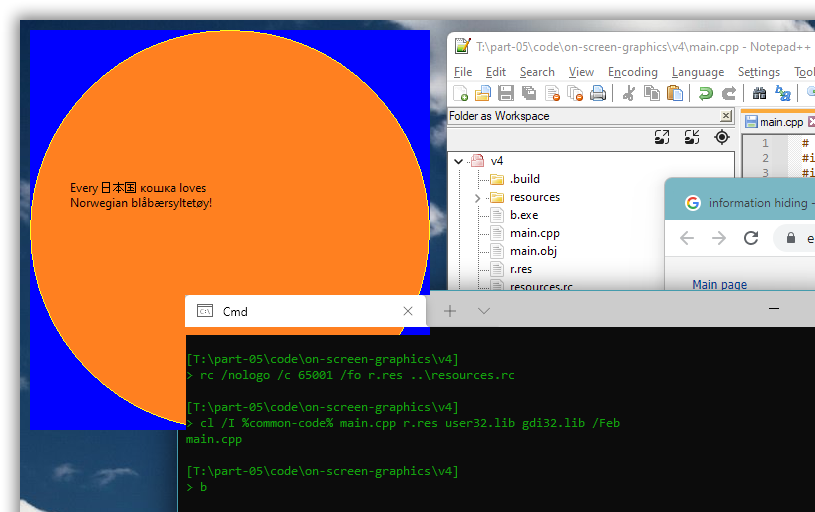 Every 日本国 кошка loves
Norwegian blåbærsyltetøy!
T:\part-05\code\on-screen-graphics\v4\main.cpp - Notepad++
File Edit Search View Encoding Language Settings
Folder as Workspace
main.cpp
v4
.build
resources
b.exe
main.cpp
main.obj
r.res
resources.rc
1 #
2 #i
3 #i
information hiding -
Main page
Cmd
[T:\part-05\code\on-screen-graphics\v4]
> rc /nologo /c 65001 /fo r.res ..\resources.rc
[T:\part-05\code\on-screen-graphics\v4]
> cl /I %common-code% main.cpp r.res user32.lib gdi32.lib /Feb
main.cpp
[T:\part-05\code\on-screen-graphics\v4]
> b